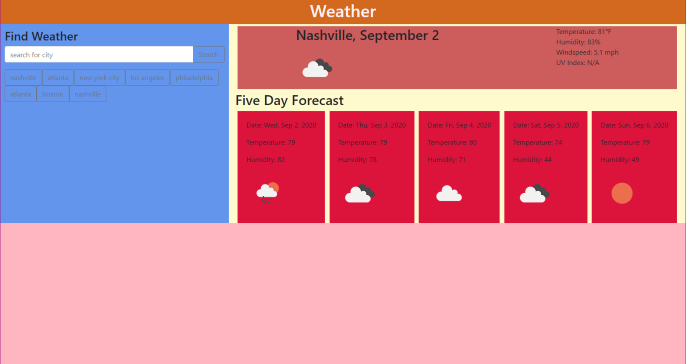 Weather
Find Weather
search for city
Search
nashville atlanta new york city los angeles philadelphia
atlanta boston nashville
Nashville, September 2
Temperature: 81°F
Humidity: 83%
Windspeed: 5.1 mph
UV Index: N/A
Five Day Forecast
Date: Wed, Sep 2, 2020
Temperature: 79
Humidity: 82
Date: Thu, Sep 3, 2020
Temperature: 79
Humidity: 76
Date: Fri, Sep 4, 2020
Temperature: 80
Humidity: 71
Date: Sat, Sep 5, 2020
Temperature: 74
Humidity: 44
Date: Sun, Sep 6, 2020
Temperature: 79
Humidity: 49